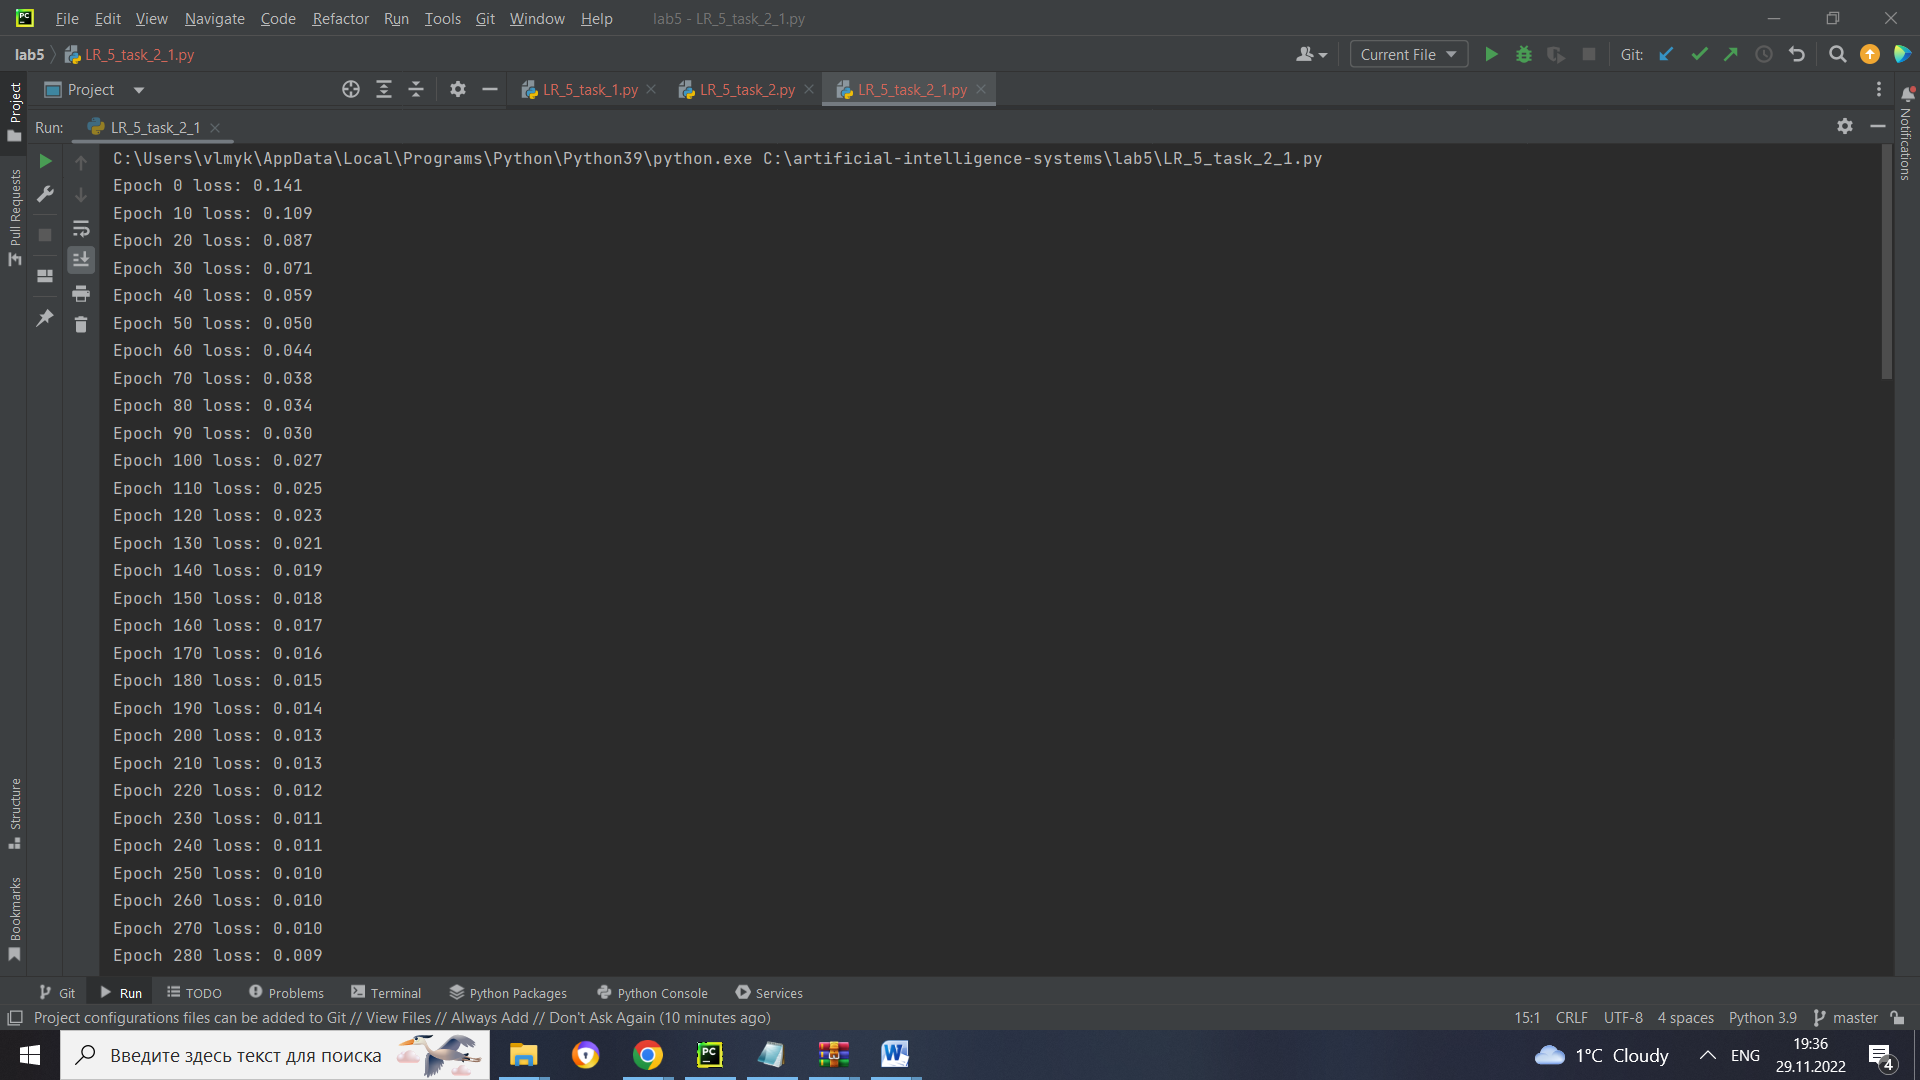 File Edit View Navigate Code Refactor Run Tools Git Window Help lab5 - LR_5_task_2_1.py
lab5 LR_5_task_2_1.py Current File Git:
Project LR_5_task_1.py LR_5_task_2.py LR_5_task_2_1.py
Run: LR_5_task_2_1
C:\Users\vlmyk\AppData\Local\Programs\Python\Python39\python.exe C:\artificial-intelligence-systems\lab5\LR_5_task_2_1.py
Epoch 0 loss: 0.141
Epoch 10 loss: 0.109
Epoch 20 loss: 0.087
Epoch 30 loss: 0.071
Epoch 40 loss: 0.059
Epoch 50 loss: 0.050
Epoch 60 loss: 0.044
Epoch 70 loss: 0.038
Epoch 80 loss: 0.034
Epoch 90 loss: 0.030
Epoch 100 loss: 0.027
Epoch 110 loss: 0.025
Epoch 120 loss: 0.023
Epoch 130 loss: 0.021
Epoch 140 loss: 0.019
Epoch 150 loss: 0.018
Epoch 160 loss: 0.017
Epoch 170 loss: 0.016
Epoch 180 loss: 0.015
Epoch 190 loss: 0.014
Epoch 200 loss: 0.013
Epoch 210 loss: 0.013
Epoch 220 loss: 0.012
Epoch 230 loss: 0.011
Epoch 240 loss: 0.011
Epoch 250 loss: 0.010
Epoch 260 loss: 0.010
Epoch 270 loss: 0.010
Epoch 280 loss: 0.009
Project
Pull Requests
Structure
Bookmarks
Notifications
Git Run TODO Problems Terminal Python Packages Python Console Services
Project configurations files can be added to Git // View Files // Always Add // Don't Ask Again (10 minutes ago) 15:1 CRLF UTF-8 4 spaces Python 3.9 master
Введите здесь текст для поиска PC W 1°C Cloudy ENG 19:36
29.11.2022 4